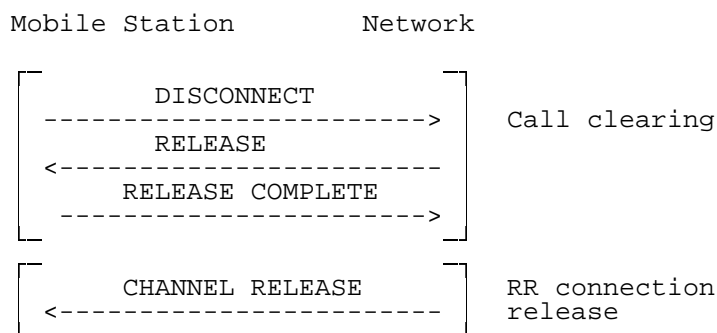 Mobile Station Network
DISCONNECT
------------------------> Call clearing
RELEASE
<------------------------
RELEASE COMPLETE
----------------------->
CHANNEL RELEASE RR connection
<------------------------ release